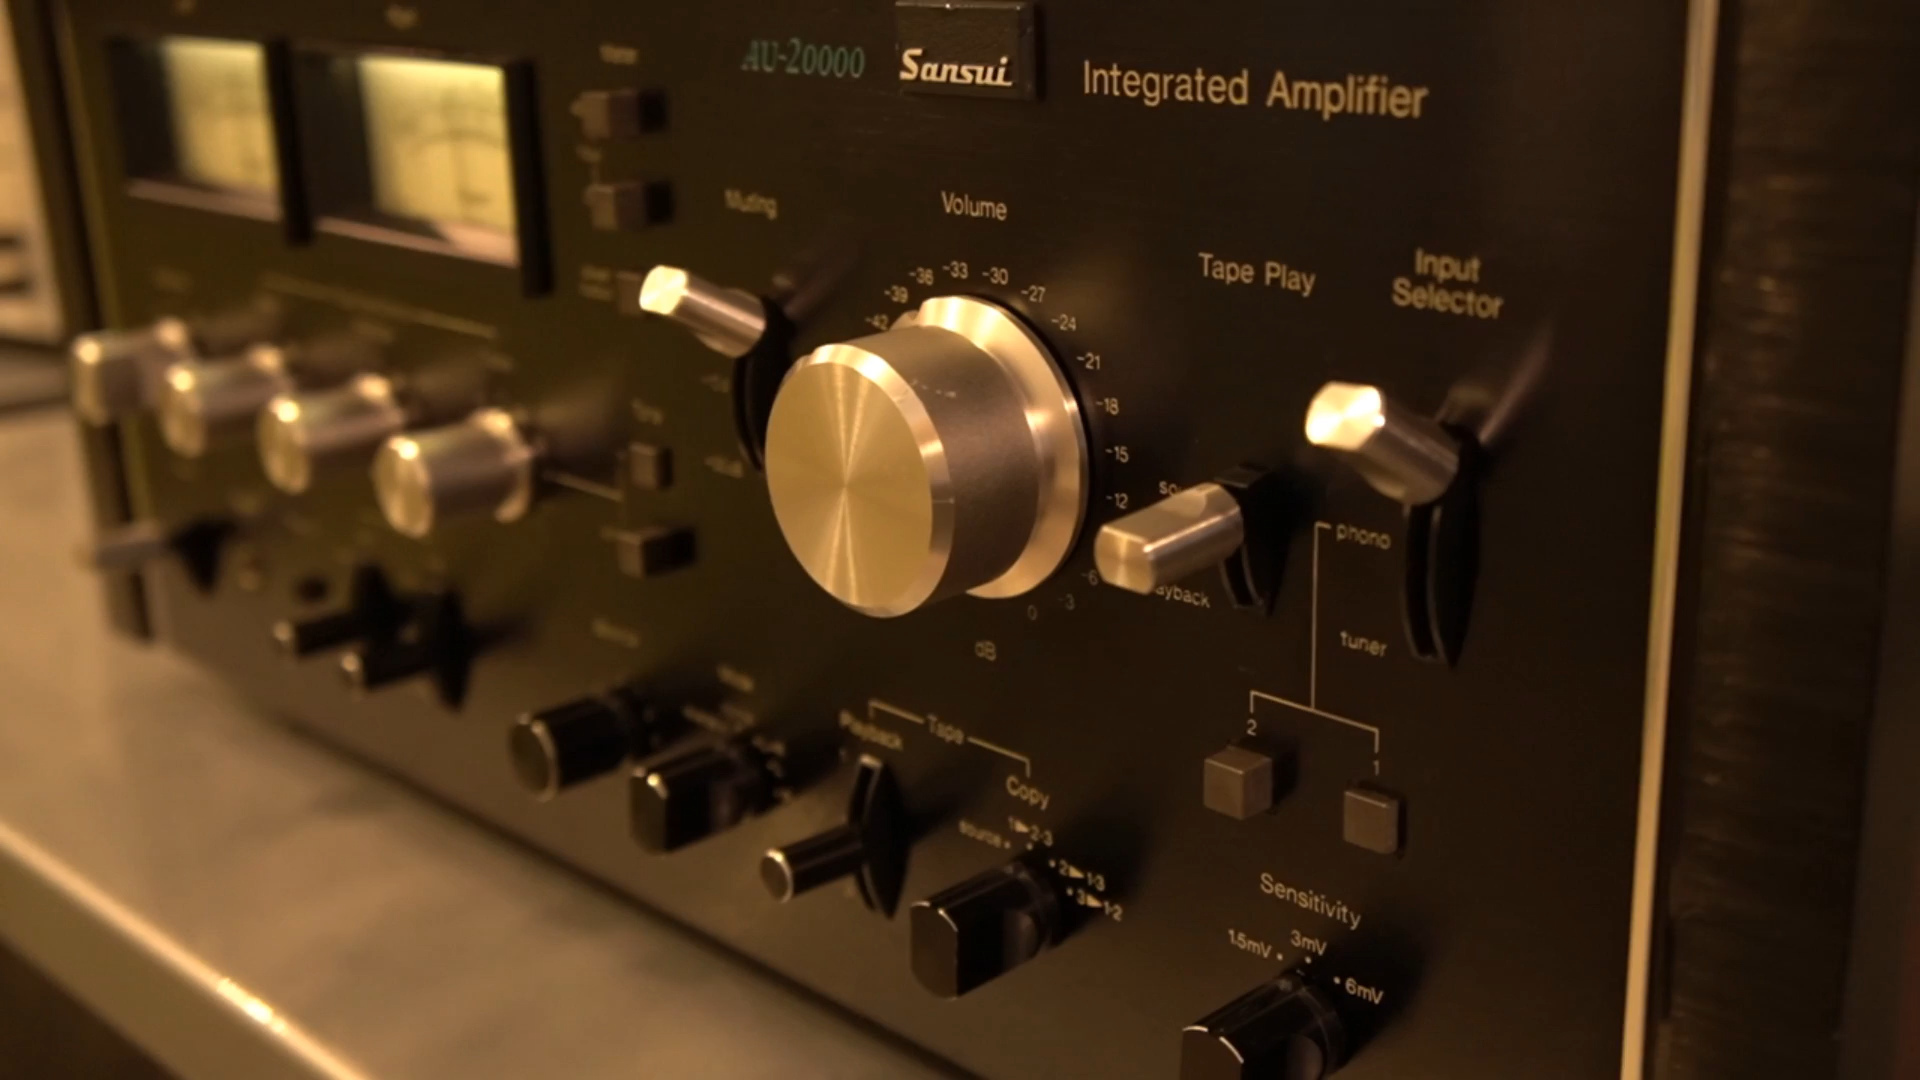 AU-20000
Sansui
Integrated Amplifier
Muting
Volume
Tape Play
Input
Selector
-42
-39
-36
-33
-30
-27
-24
-21
-18
-15
-12
-6
-3
0
dB
phono
tuner
2
1
Playback
Tape
Copy
source
1▶2·3
2▶1·3
3▶1·2
Sensitivity
1.5mV
3mV
6mV